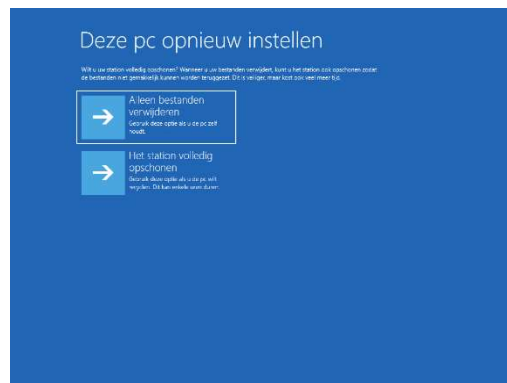 Deze pc opnieuw instellen
Wilt u uw station volledig opschonen? Wanneer u uw bestanden verwijdert, kunt u het station ook opschonen zodat
de bestanden niet gemakkelijk kunnen worden teruggezet. Dit is veiliger, maar kost ook veel meer tijd.
Alleen bestanden
verwijderen
Gebruik deze optie als u de pc zelf
houdt.
Het station volledig
opschonen
Gebruik deze optie als u de pc wilt
recyclen. Dit kan enkele uren duren.